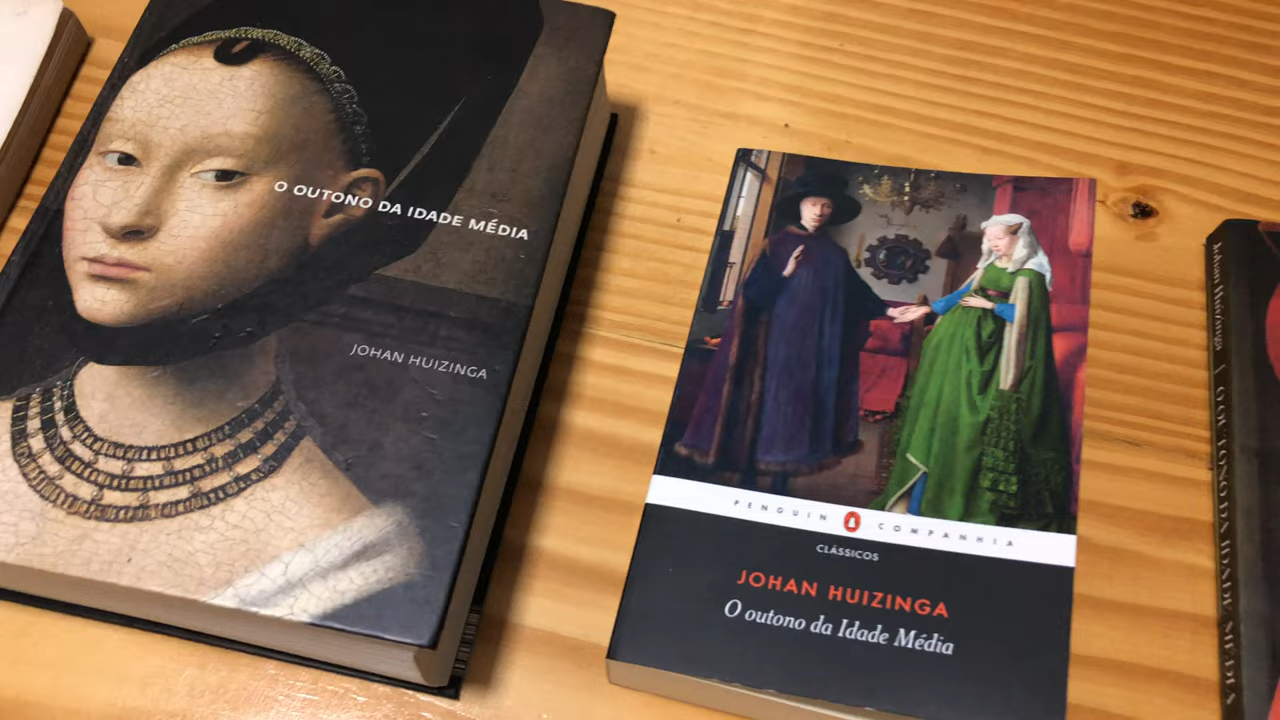 O OUTONO DA IDADE MÉDIA
JOHAN HUIZINGA
PENGUIN COMPANHIA
CLÁSSICOS
JOHAN HUIZINGA
O outono da Idade Média
Johan Huizinga / O OUTONO DA IDADE MÉDIA